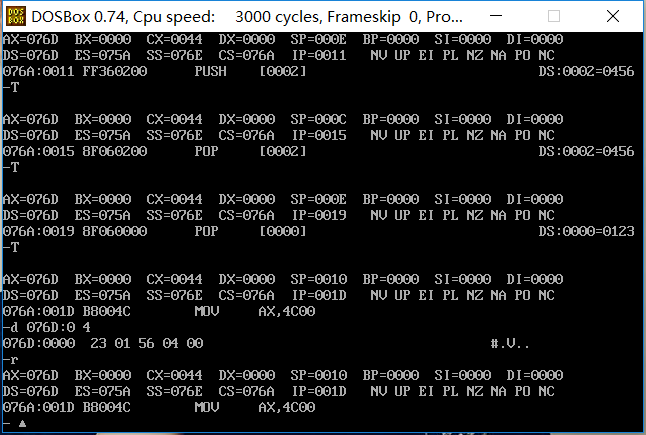 DOSBox 0.74, Cpu speed: 3000 cycles, Frameskip 0, Pro...
AX=076D BX=0000 CX=0044 DX=0000 SP=000E BP=0000 SI=0000 DI=0000
DS=076D ES=075A SS=076E CS=076A IP=0011 NV UP EI PL NZ NA PO NC
076A:0011 FF360200 PUSH [0002] DS:0002=0456
-T
AX=076D BX=0000 CX=0044 DX=0000 SP=000C BP=0000 SI=0000 DI=0000
DS=076D ES=075A SS=076E CS=076A IP=0015 NV UP EI PL NZ NA PO NC
076A:0015 8F060200 POP [0002] DS:0002=0456
-T
AX=076D BX=0000 CX=0044 DX=0000 SP=000E BP=0000 SI=0000 DI=0000
DS=076D ES=075A SS=076E CS=076A IP=0019 NV UP EI PL NZ NA PO NC
076A:0019 8F060000 POP [0000] DS:0000=0123
-T
AX=076D BX=0000 CX=0044 DX=0000 SP=0010 BP=0000 SI=0000 DI=0000
DS=076D ES=075A SS=076E CS=076A IP=001D NV UP EI PL NZ NA PO NC
076A:001D B8004C MOV AX,4C00
-d 076D:0 4
076D:0000 23 01 56 04 00 #.V..
-r
AX=076D BX=0000 CX=0044 DX=0000 SP=0010 BP=0000 SI=0000 DI=0000
DS=076D ES=075A SS=076E CS=076A IP=001D NV UP EI PL NZ NA PO NC
076A:001D B8004C MOV AX,4C00
-